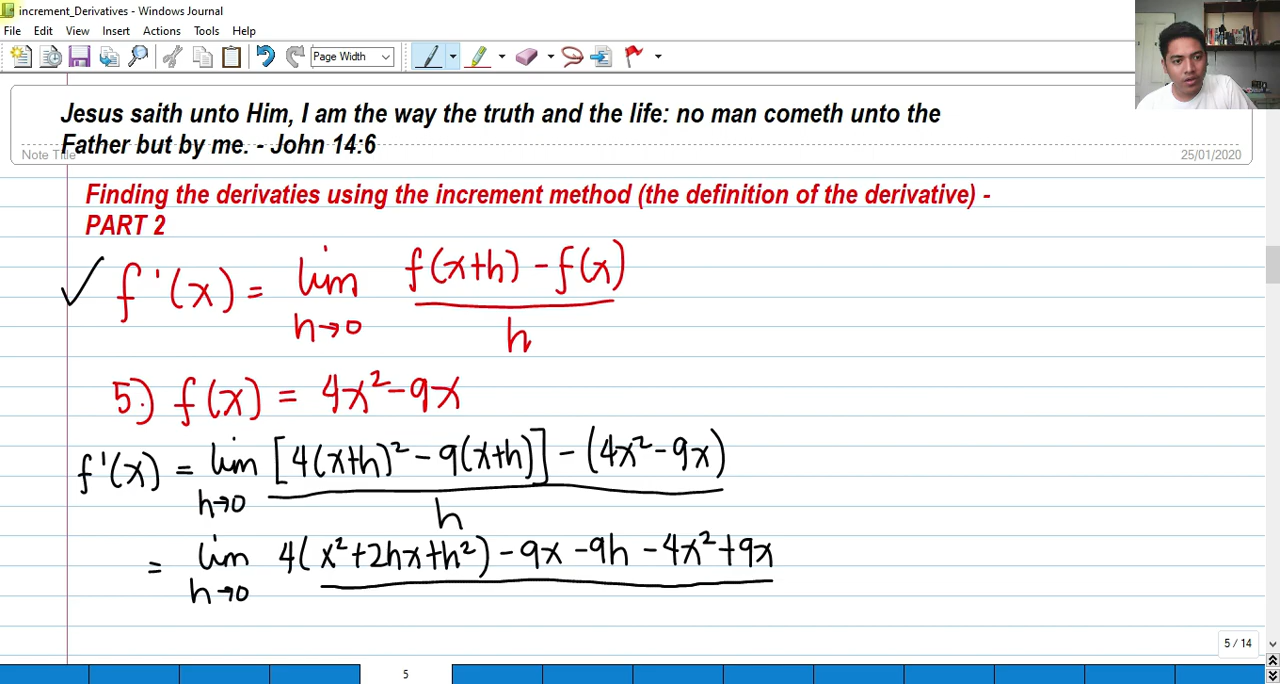 increment_Derivatives - Windows Journal
File Edit View Insert Actions Tools Help
Page Width
Jesus saith unto Him, I am the way the truth and the life: no man cometh unto the
Father but by me. - John 14:6
Note Title
25/01/2020
Finding the derivaties using the increment method (the definition of the derivative) -
PART 2
✓ f'(x) = lim h→0 f(x+h) - f(x) / h
5.) f(x) = 4x² - 9x
f'(x) = lim h→0 [4(x+h)² - 9(x+h)] - (4x² - 9x) / h
= lim h→0 4(x² + 2hx + h²) - 9x - 9h - 4x² + 9x
5 / 14
5